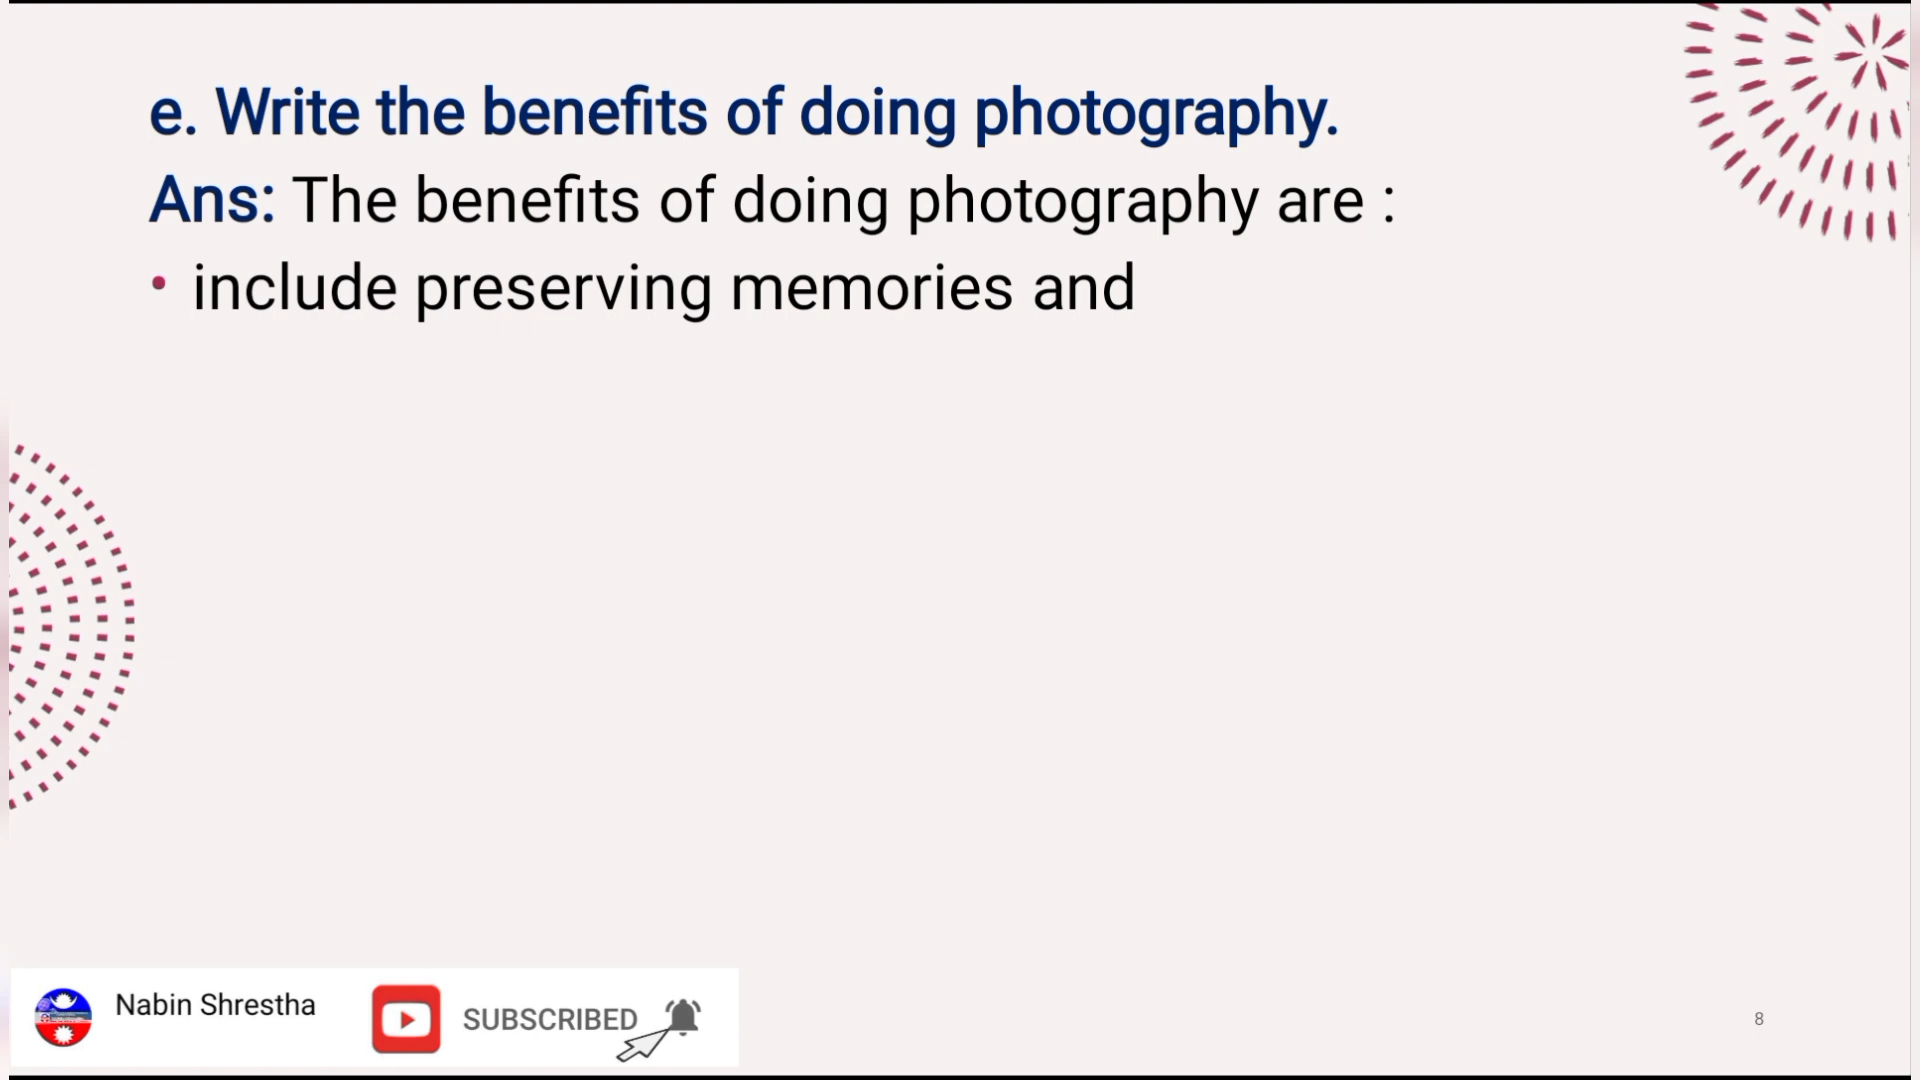 e. Write the benefits of doing photography.
Ans: The benefits of doing photography are :
• include preserving memories and
Nabin Shrestha
SUBSCRIBED
8